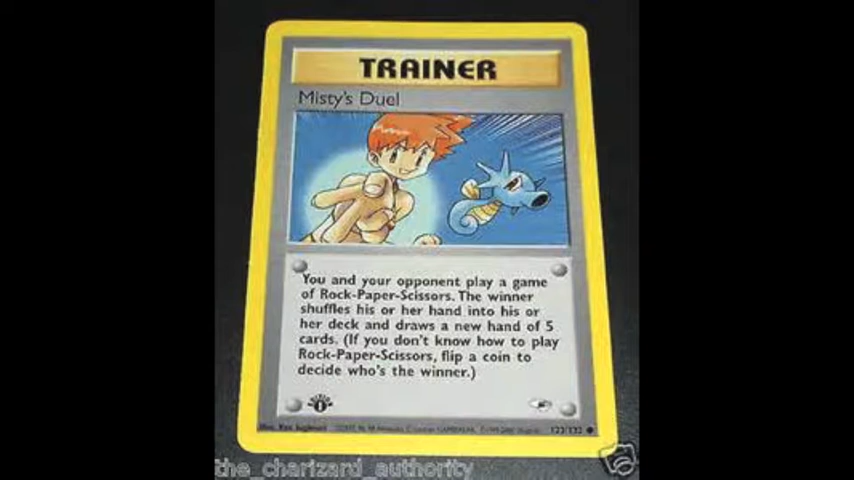 TRAINER
Misty's Duel
You and your opponent play a game
of Rock-Paper-Scissors. The winner
shuffles his or her hand into his or
her deck and draws a new hand of 5
cards. (If you don't know how to play
Rock-Paper-Scissors, flip a coin to
decide who's the winner.)
123/132
the_charizard_authority